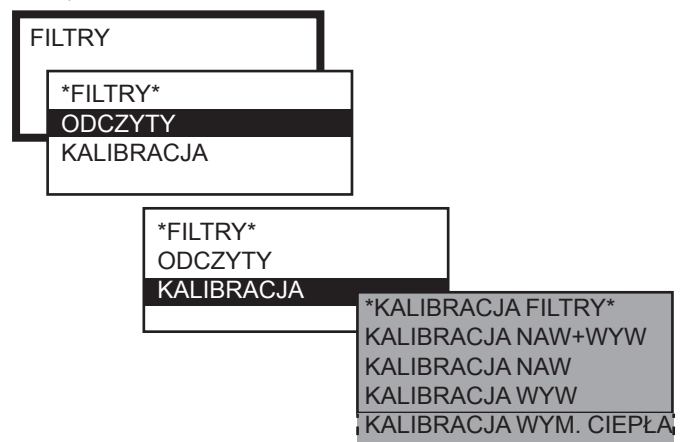 FILTRY
*FILTRY*
ODCZYTY
KALIBRACJA
*FILTRY*
ODCZYTY
KALIBRACJA
*KALIBRACJA FILTRY*
KALIBRACJA NAW+WYW
KALIBRACJA NAW
KALIBRACJA WYW
KALIBRACJA WYM. CIEPŁA